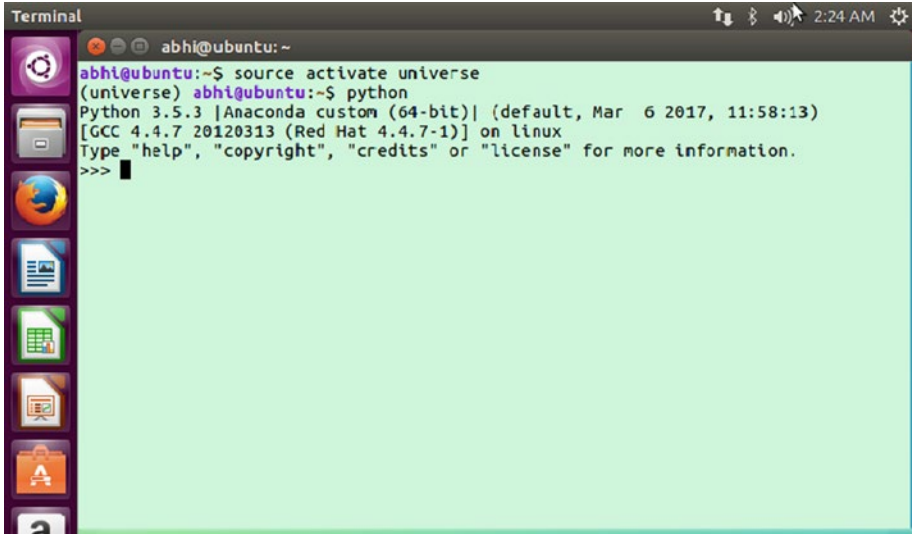 Terminal
2:24 AM
abhi@ubuntu: ~
abhi@ubuntu:~$ source activate universe
(universe) abhi@ubuntu:~$ python
Python 3.5.3 |Anaconda custom (64-bit)| (default, Mar  6 2017, 11:58:13)
[GCC 4.4.7 20120313 (Red Hat 4.4.7-1)] on linux
Type "help", "copyright", "credits" or "license" for more information.
>>>